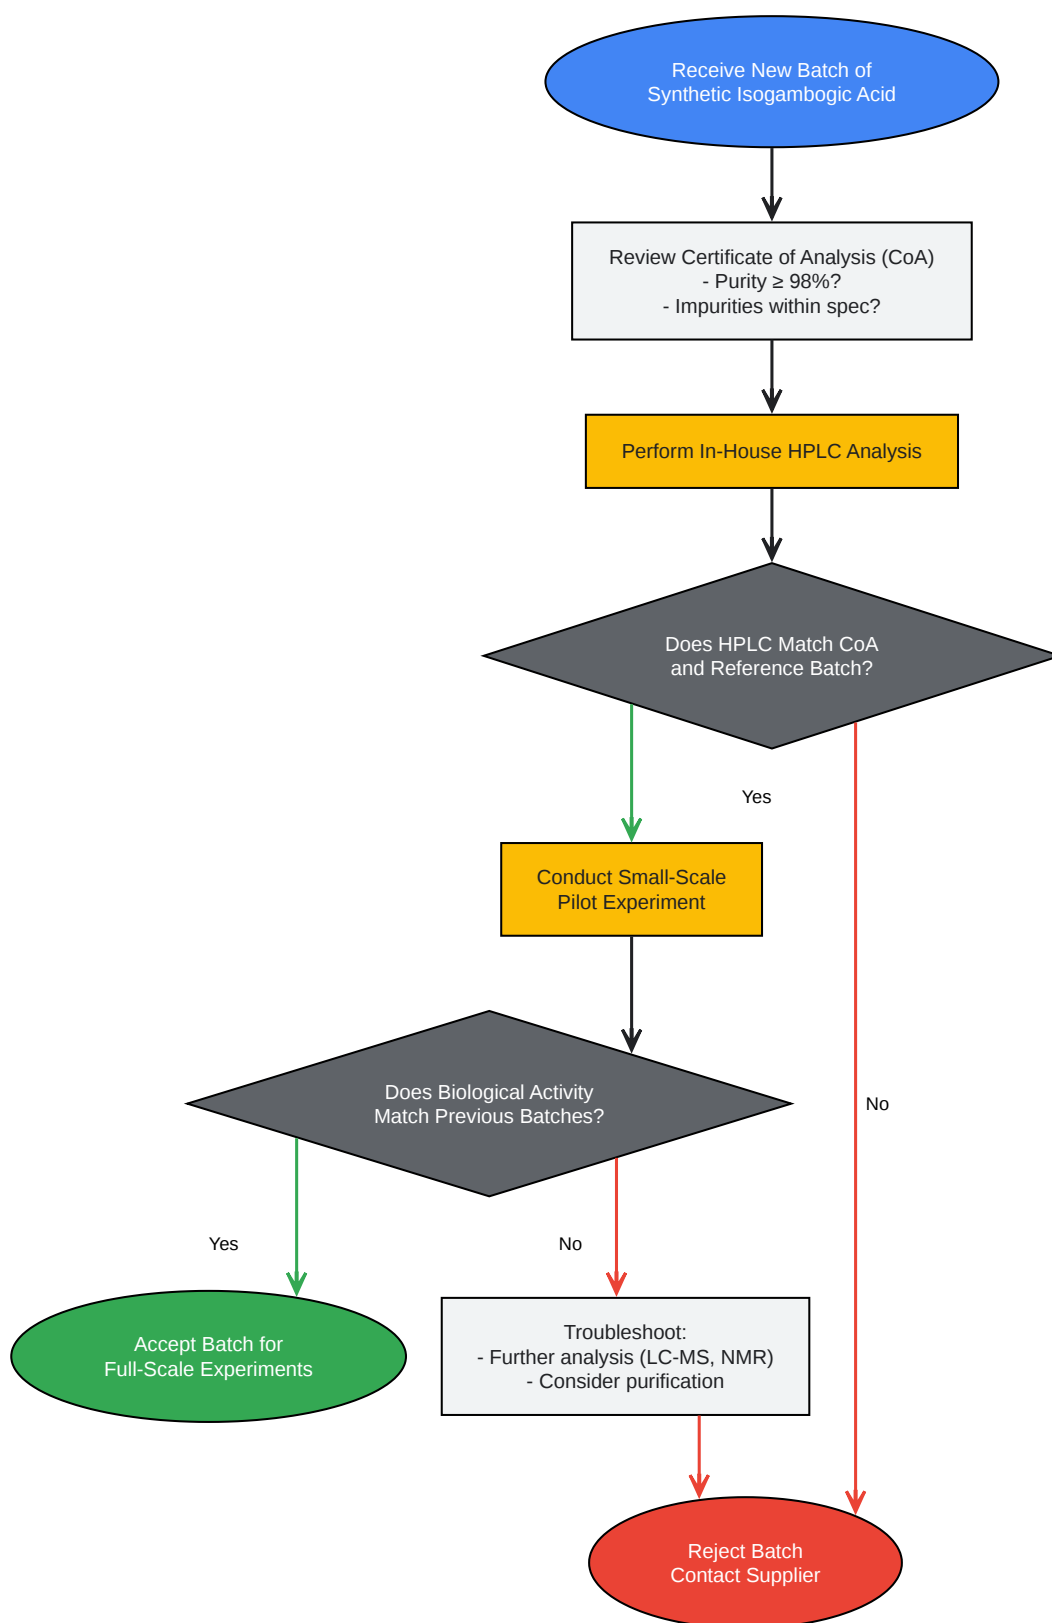 Receive New Batch of
Synthetic Isogambogic Acid
Review Certificate of Analysis (CoA)
- Purity ≥ 98%?
- Impurities within spec?
Perform In-House HPLC Analysis
Does HPLC Match CoA
and Reference Batch?
Yes
Conduct Small-Scale
Pilot Experiment
Does Biological Activity
Match Previous Batches?
No
Yes
No
Accept Batch for
Full-Scale Experiments
Troubleshoot:
- Further analysis (LC-MS, NMR)
- Consider purification
Reject Batch
Contact Supplier